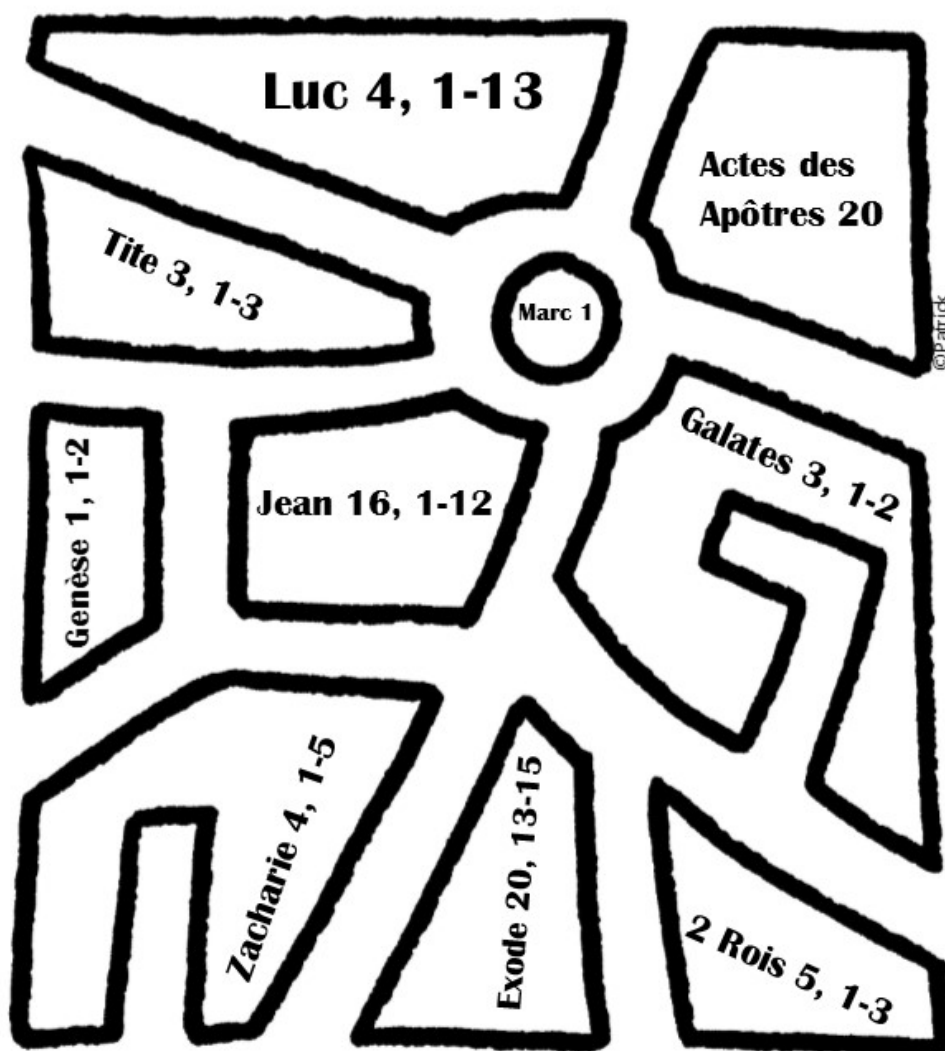 Luc 4, 1-13
Actes des
Apôtres 20
Tite 3, 1-3
Marc 1
©Patrick
Galates 3, 1-2
Genèse 1, 1-2
Jean 16, 1-12
Zacharie 4, 1-5
Exode 20, 13-15
2 Rois 5, 1-3